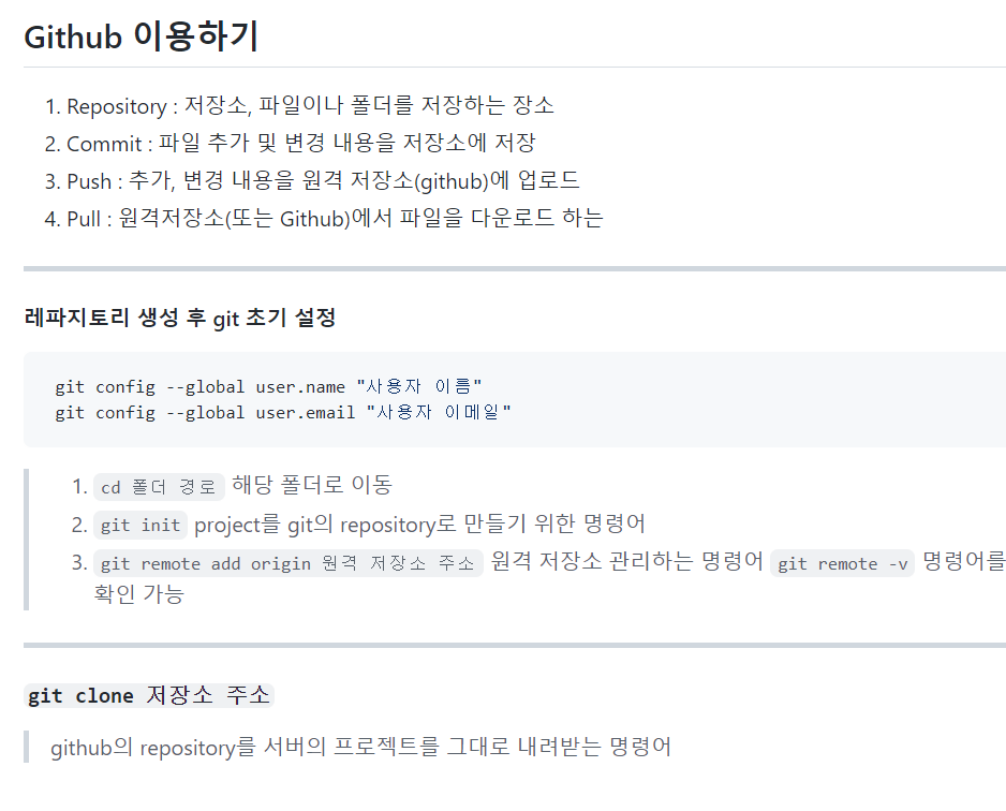 Github 이용하기
1. Repository : 저장소, 파일이나 폴더를 저장하는 장소
2. Commit : 파일 추가 및 변경 내용을 저장소에 저장
3. Push : 추가, 변경 내용을 원격 저장소(github)에 업로드
4. Pull : 원격저장소(또는 Github)에서 파일을 다운로드 하는
레파지토리 생성 후 git 초기 설정
git config --global user.name "사용자 이름"
git config --global user.email "사용자 이메일"
1. cd 폴더 경로 해당 폴더로 이동
2. git init project를 git의 repository로 만들기 위한 명령어
3. git remote add origin 원격 저장소 주소 원격 저장소 관리하는 명령어 git remote -v 명령어를
확인 가능
git clone 저장소 주소
github의 repository를 서버의 프로젝트를 그대로 내려받는 명령어